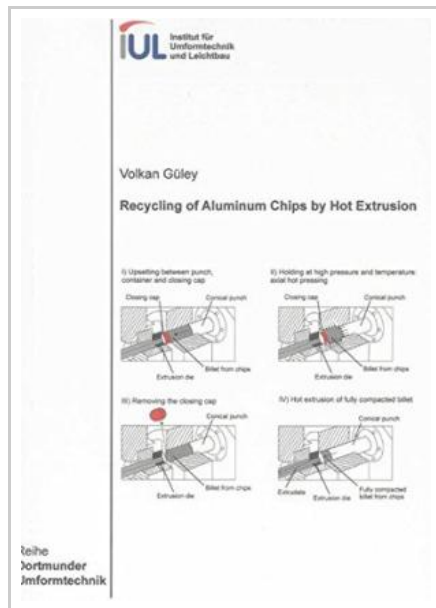 IUL
Institut für
Umformtechnik
und Leichtbau
Volkan Güley
Recycling of Aluminum Chips by Hot Extrusion
I) Upsetting between punch,
container and closing cap
Closing cap
Conical punch
Extrusion die
Billet from chips
II) Holding at high pressure and temperature:
axial hot pressing
Closing cap
Conical punch
Extrusion die
Billet from chips
III) Removing the closing cap
Conical punch
Extrusion die
Billet from chips
IV) Hot extrusion of fully compacted billet
Conical punch
Extrudate
Extrusion die
Fully compacted
billet from chips
Reihe
Dortmunder
Umformtechnik